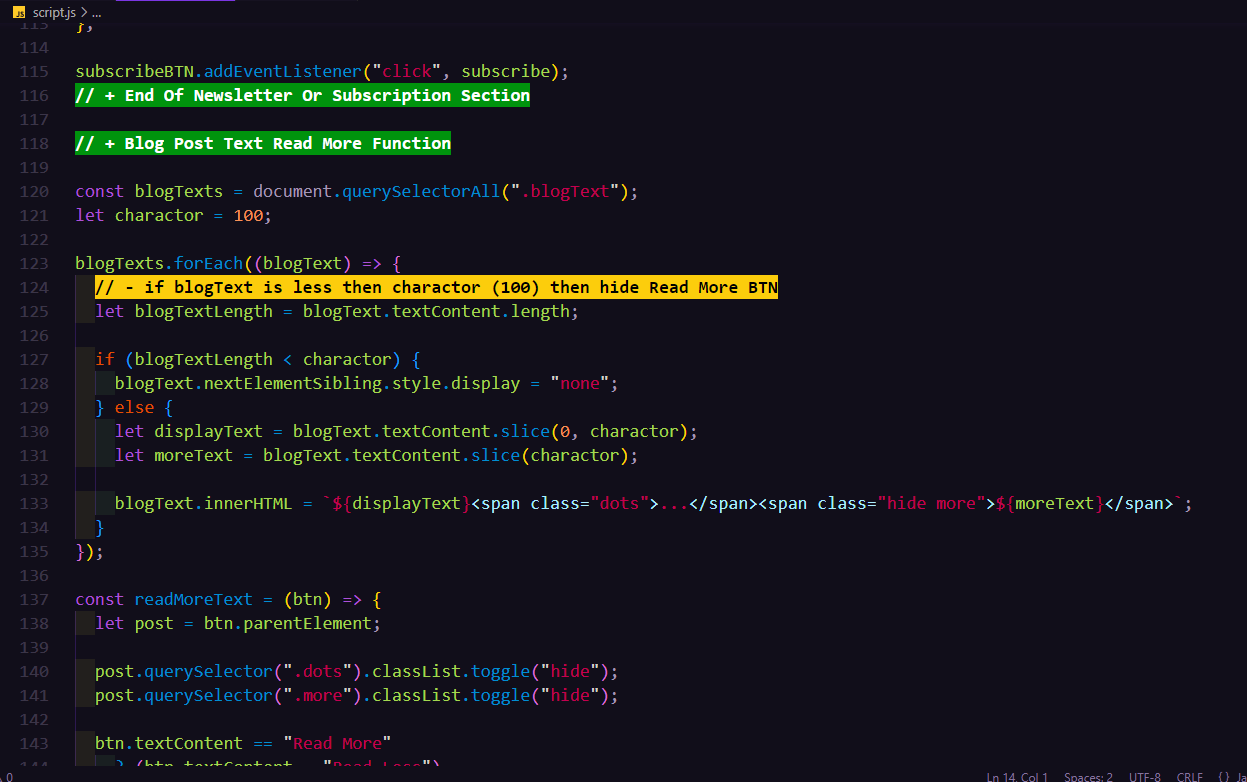 JS script.js > ...
113 };
114
115 subscribeBTN.addEventListener("click", subscribe);
116 // + End Of Newsletter Or Subscription Section
117
118 // + Blog Post Text Read More Function
119
120 const blogTexts = document.querySelectorAll(".blogText");
121 let charactor = 100;
122
123 blogTexts.forEach((blogText) => {
124 // - if blogText is less then charactor (100) then hide Read More BTN
125 let blogTextLength = blogText.textContent.length;
126
127 if (blogTextLength < charactor) {
128 blogText.nextElementSibling.style.display = "none";
129 } else {
130 let displayText = blogText.textContent.slice(0, charactor);
131 let moreText = blogText.textContent.slice(charactor);
132
133 blogText.innerHTML = `${displayText}<span class="dots">...</span><span class="hide more">${moreText}</span>`;
134 }
135 });
136
137 const readMoreText = (btn) => {
138 let post = btn.parentElement;
139
140 post.querySelector(".dots").classList.toggle("hide");
141 post.querySelector(".more").classList.toggle("hide");
142
143 btn.textContent == "Read More"
144 ? (btn.textContent = "Read Less")
0 Ln 14, Col 1 Spaces: 2 UTF-8 CRLF {} Ja